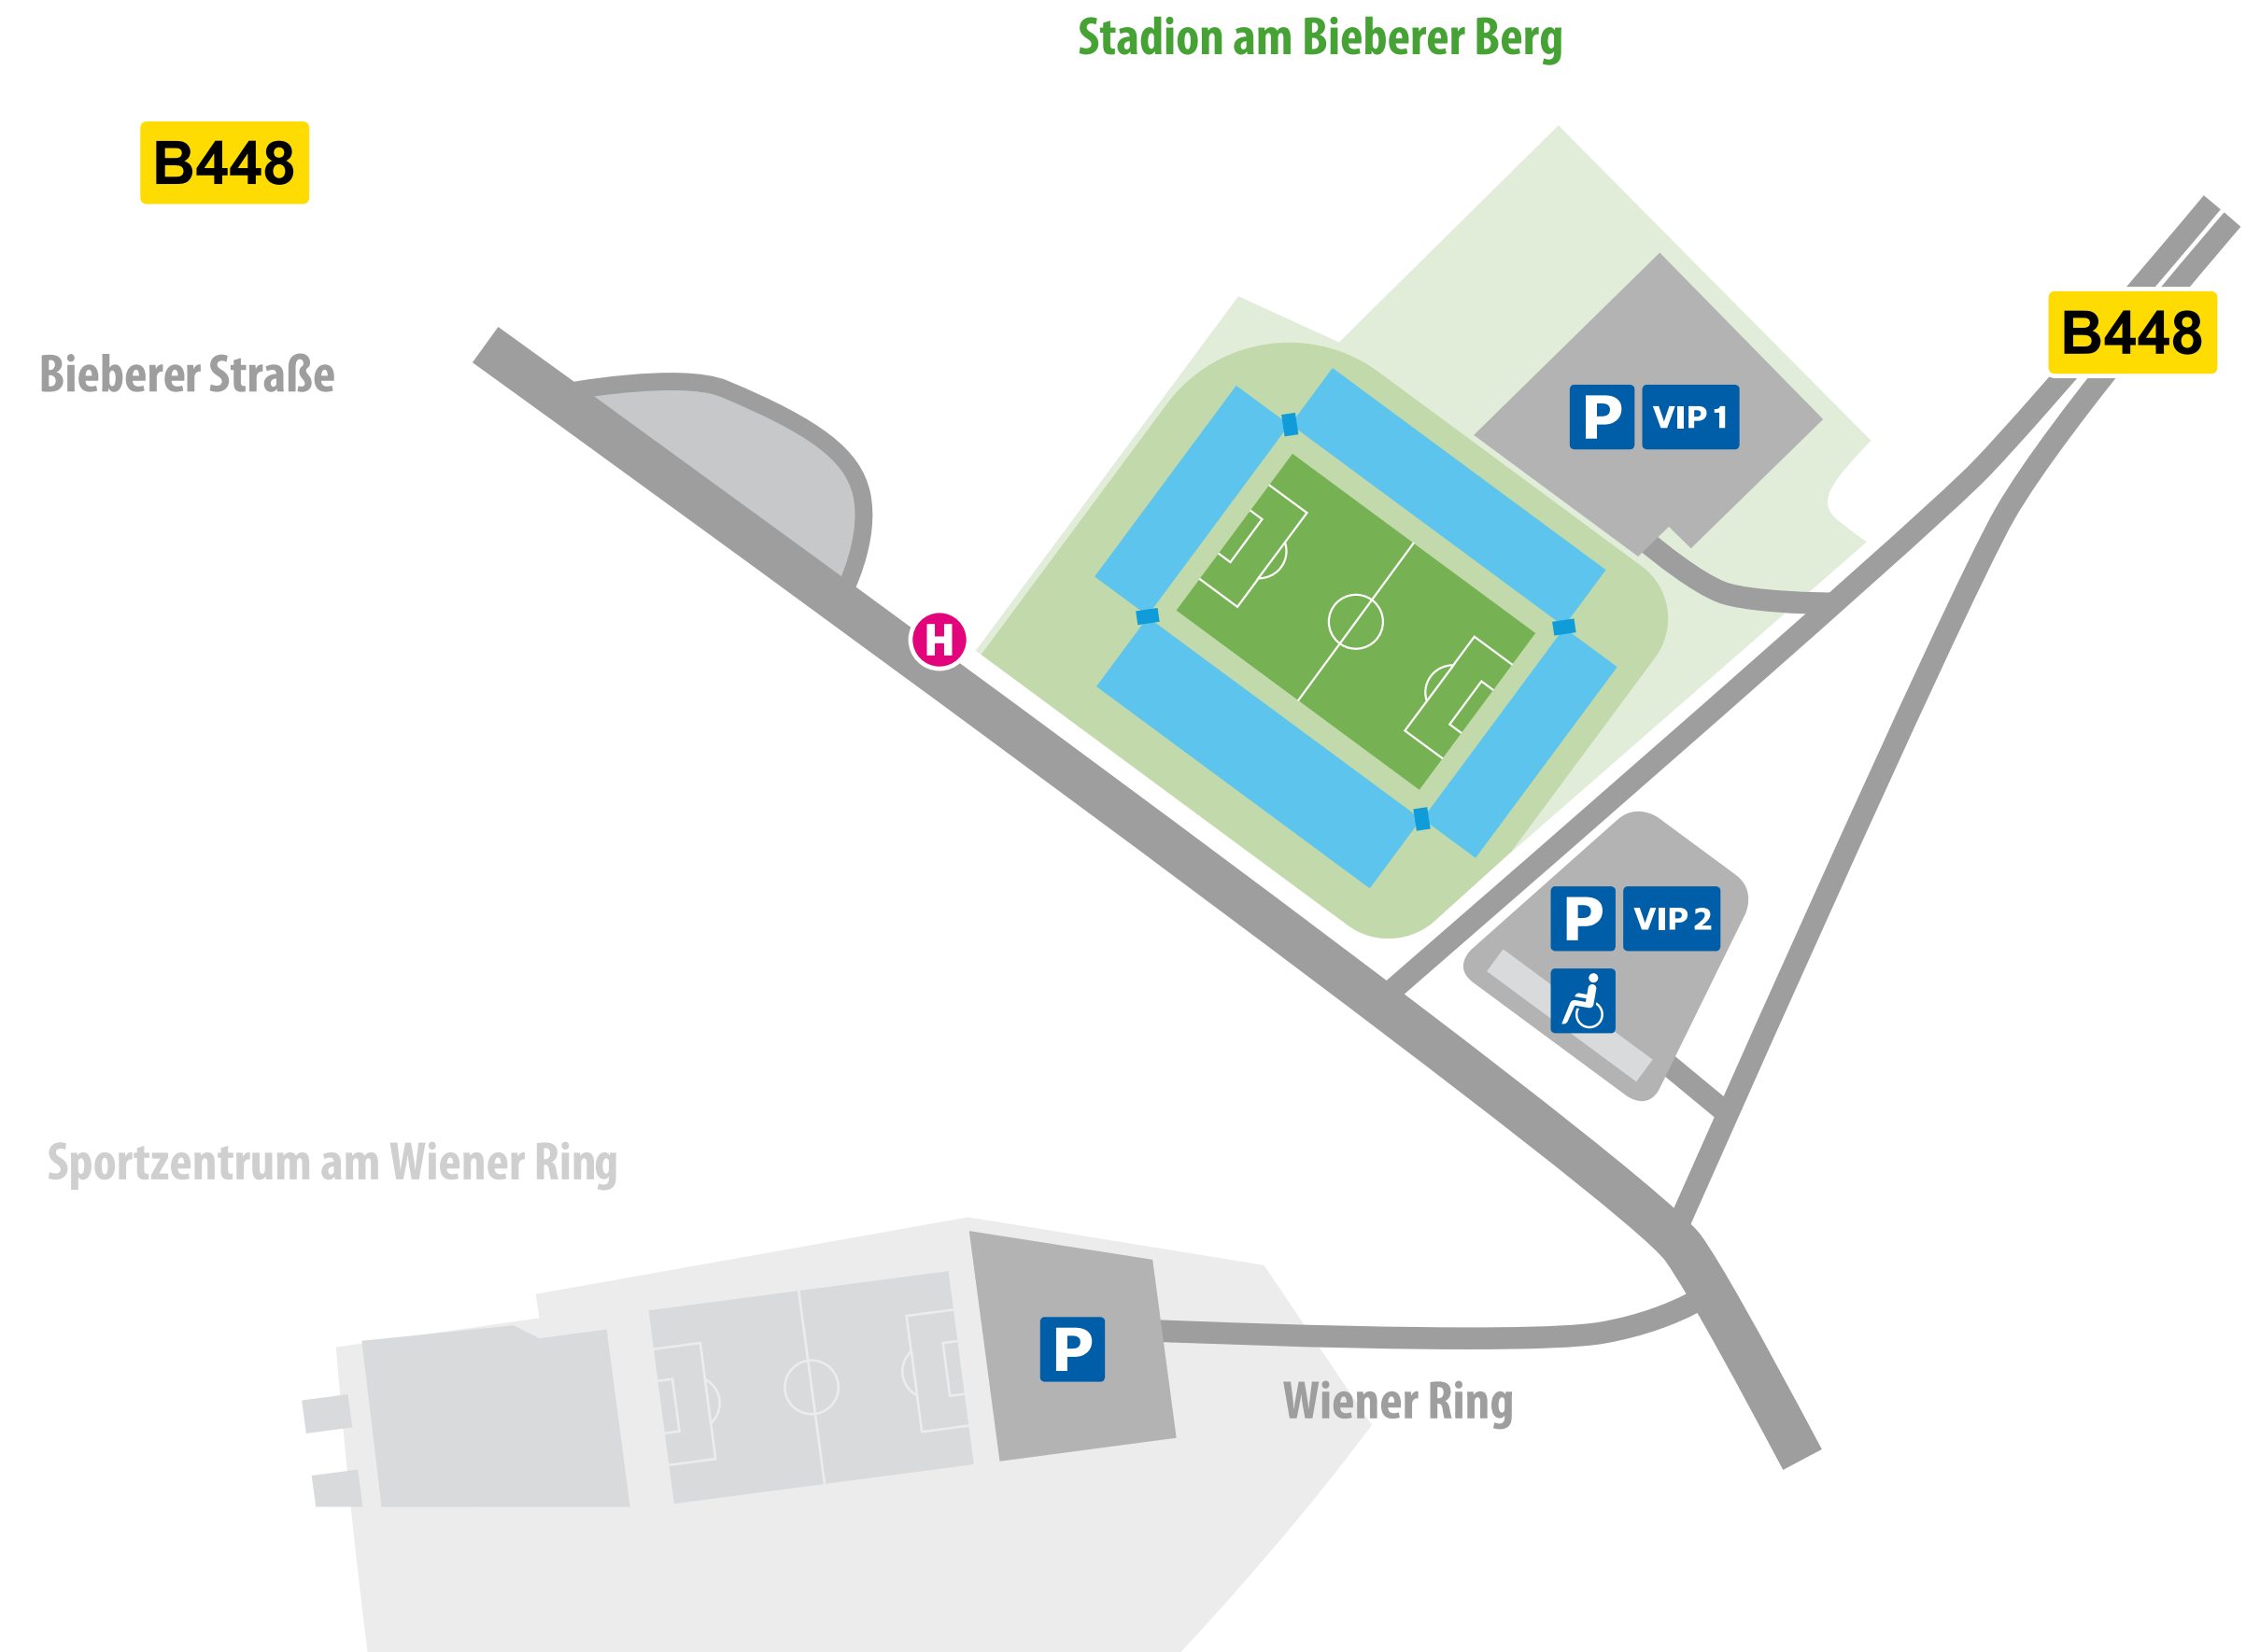 Stadion am Bieberer Berg
B448
B448
Bieberer Straße
P VIP 1
H
P VIP 2
Sportzentrum am Wiener Ring
P
Wiener Ring